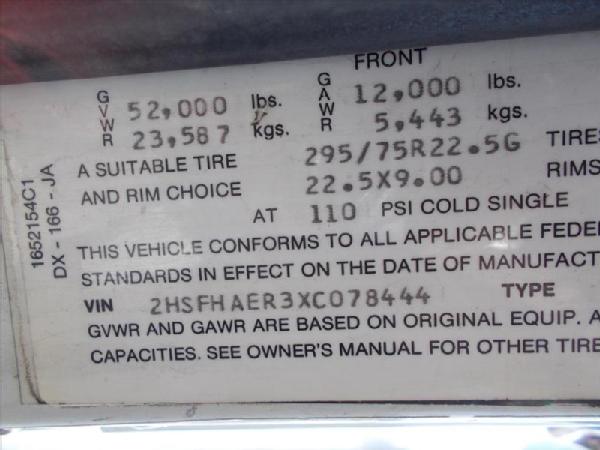 FRONT
GVWR 52,000 lbs. GAWR 12,000 lbs.
23,587 kgs. 5,443 kgs.
A SUITABLE TIRE 295/75R22.5G TIRES
AND RIM CHOICE 22.5X9.00 RIMS
AT 110 PSI COLD SINGLE
THIS VEHICLE CONFORMS TO ALL APPLICABLE FEDE
STANDARDS IN EFFECT ON THE DATE OF MANUFACT
VIN 2HSFHAER3XC078444 TYPE
GVWR AND GAWR ARE BASED ON ORIGINAL EQUIP. A
CAPACITIES. SEE OWNER'S MANUAL FOR OTHER TIRE
1652154C1
DX - 166 - JA